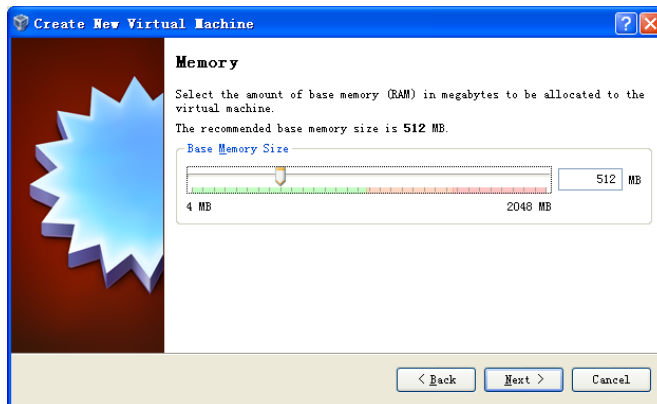 Create New Virtual Machine
Memory
Select the amount of base memory (RAM) in megabytes to be allocated to the
virtual machine.
The recommended base memory size is 512 MB.
Base Memory Size
512 MB
4 MB 2048 MB
< Back Next > Cancel